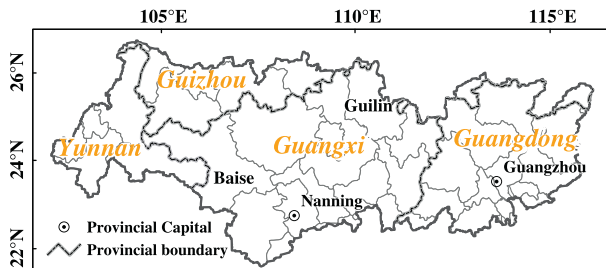 105°E 110°E 115°E
26°N
24°N
22°N
Guizhou
Guilin
Yunnan
Guangxi
Guangdong
Guangzhou
Baise
Nanning
Provincial Capital
Provincial boundary